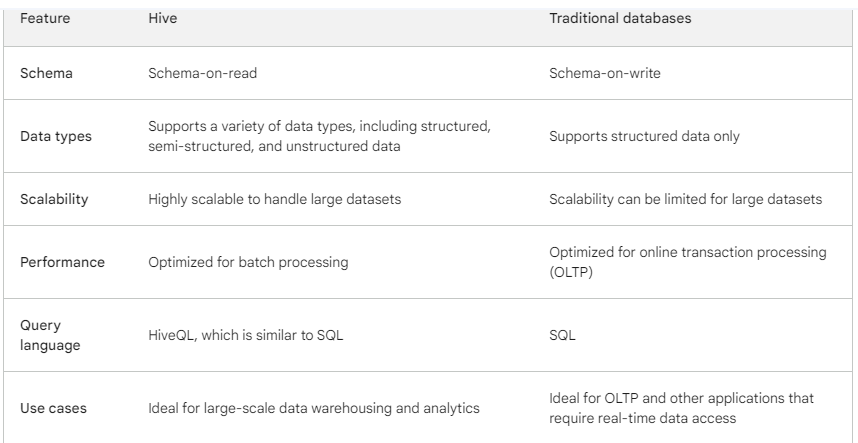 Feature Hive Traditional databases
Schema Schema-on-read Schema-on-write
Data types Supports a variety of data types, including structured, semi-structured, and unstructured data Supports structured data only
Scalability Highly scalable to handle large datasets Scalability can be limited for large datasets
Performance Optimized for batch processing Optimized for online transaction processing (OLTP)
Query language HiveQL, which is similar to SQL SQL
Use cases Ideal for large-scale data warehousing and analytics Ideal for OLTP and other applications that require real-time data access